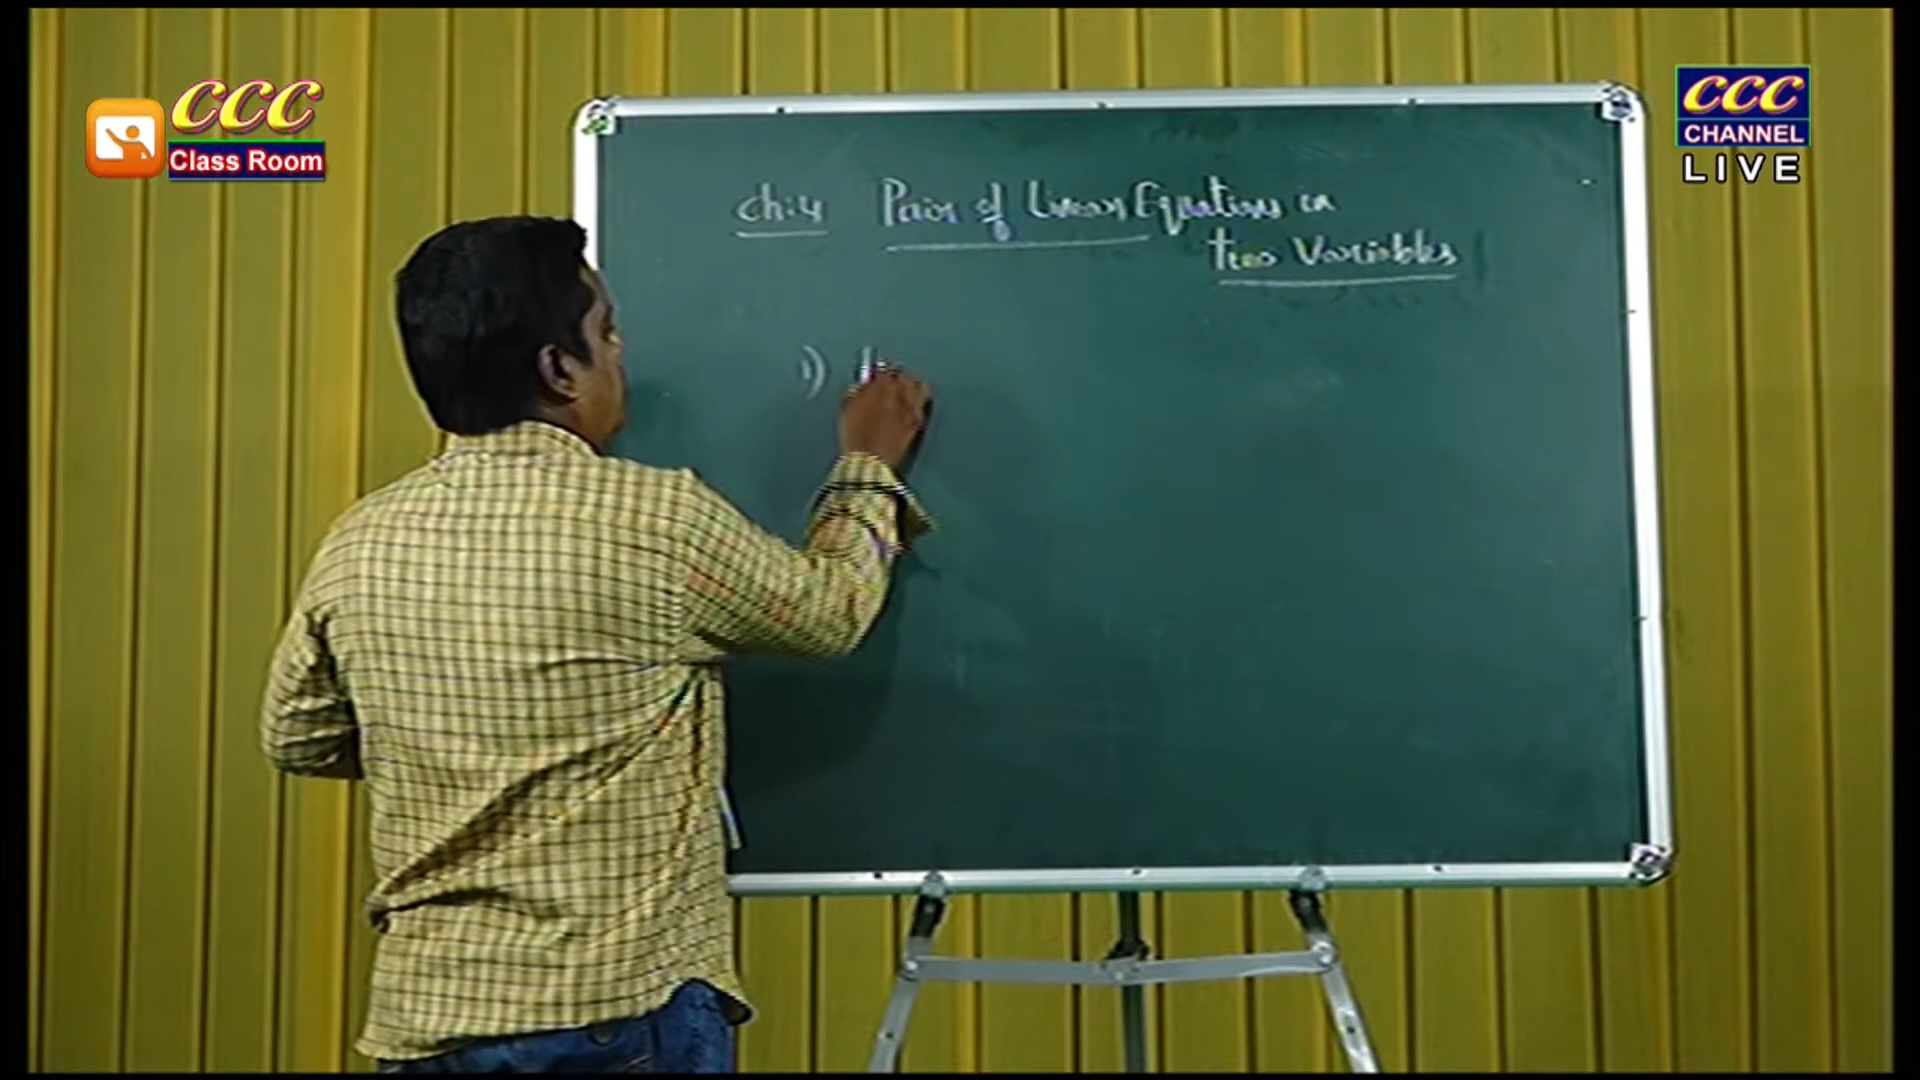 CCC
Class Room
CCC
CHANNEL
LIVE
Ch:4 Pair of Linear Equations in
two Variables
1)